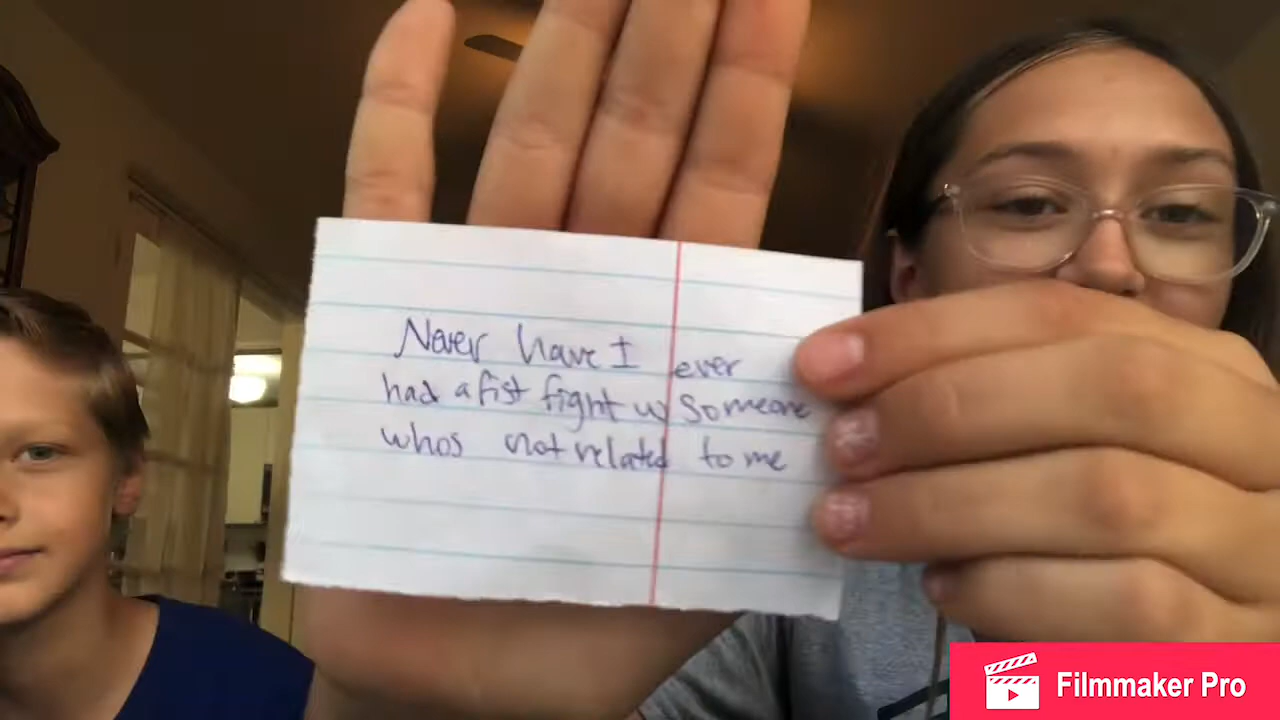 Never have I ever
had a fist fight w someone
whos not related to me
Filmmaker Pro